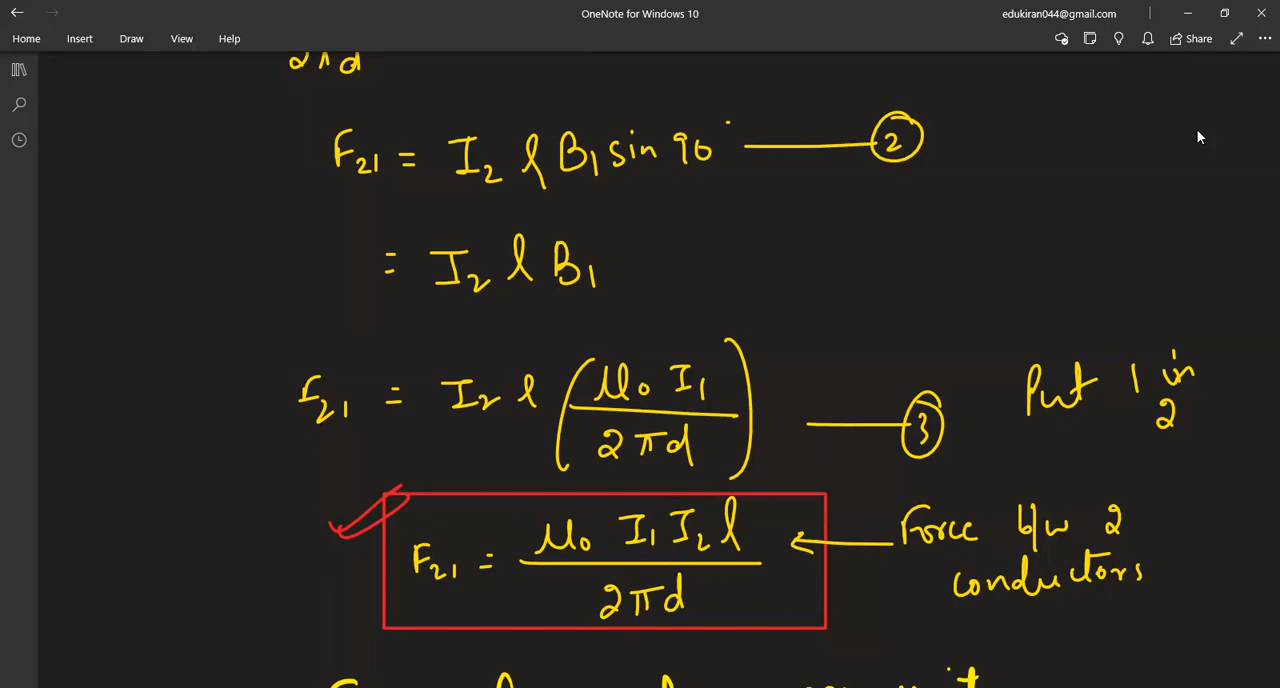 OneNote for Windows 10
edukiran044@gmail.com
Home Insert Draw View Help
Share
2πd
F₂₁ = I₂ l B₁ sin 90° ——— ②
= I₂ l B₁
F₂₁ = I₂ l (μ₀ I₁ / 2πd) ——— ③
Put 1 in 2
F₂₁ = μ₀ I₁ I₂ l / 2πd
Force b/w 2
conductors